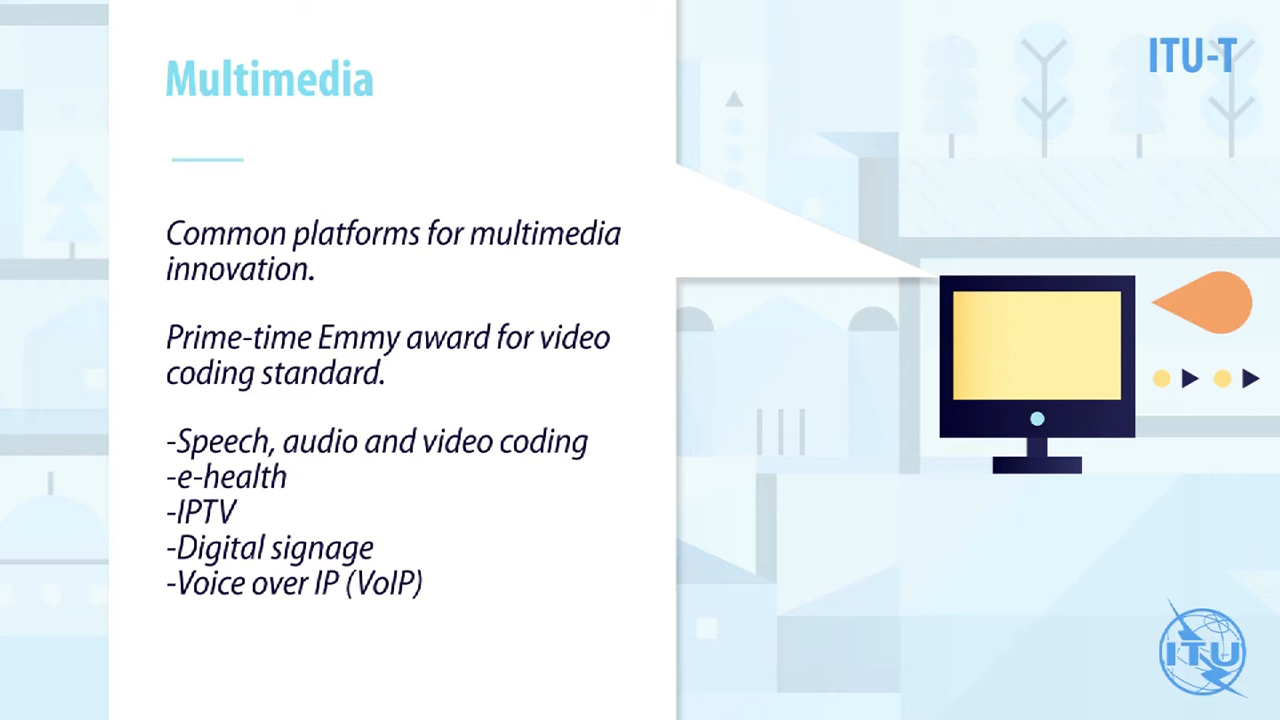 Multimedia
ITU-T
Common platforms for multimedia
innovation.
Prime-time Emmy award for video
coding standard.
-Speech, audio and video coding
-e-health
-IPTV
-Digital signage
-Voice over IP (VoIP)
ITU